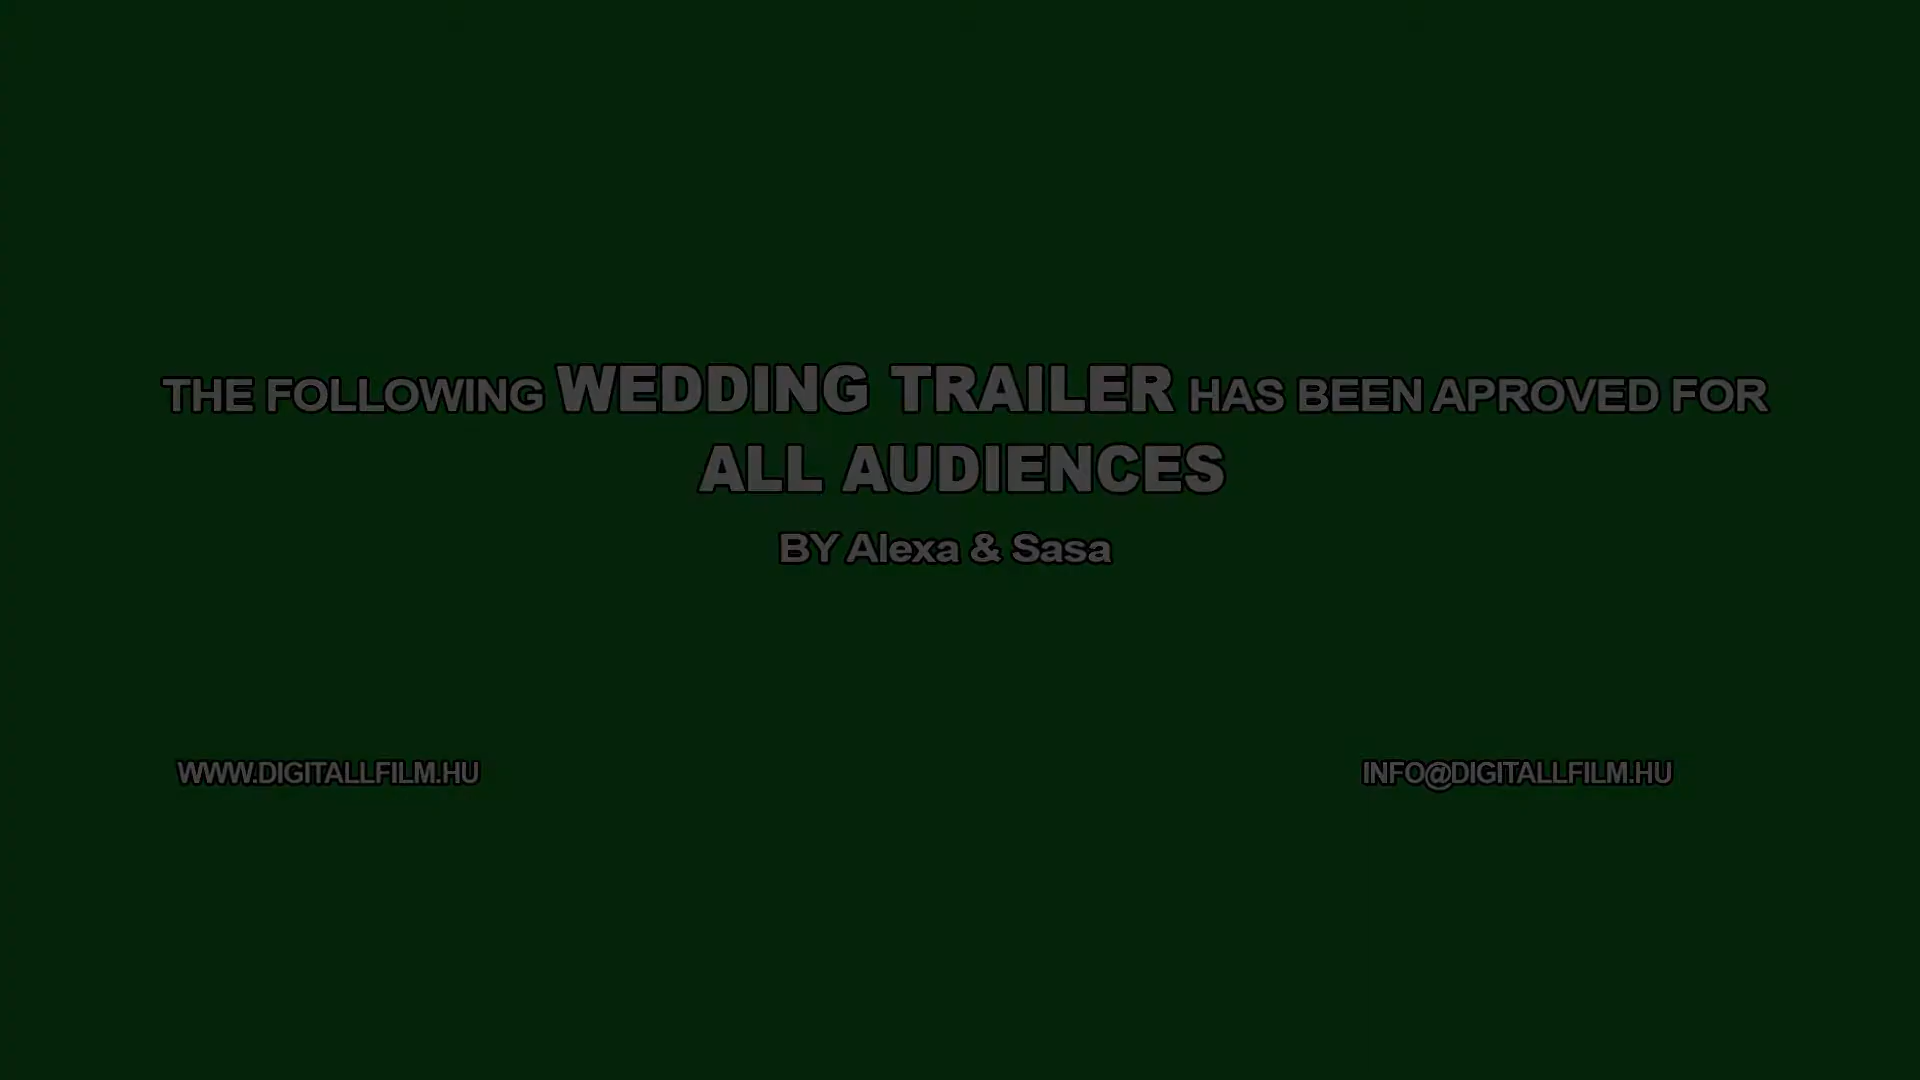 THE FOLLOWING WEDDING TRAILER HAS BEEN APROVED FOR
ALL AUDIENCES
BY Alexa & Sasa
WWW.DIGITALLFILM.HU
INFO@DIGITALLFILM.HU